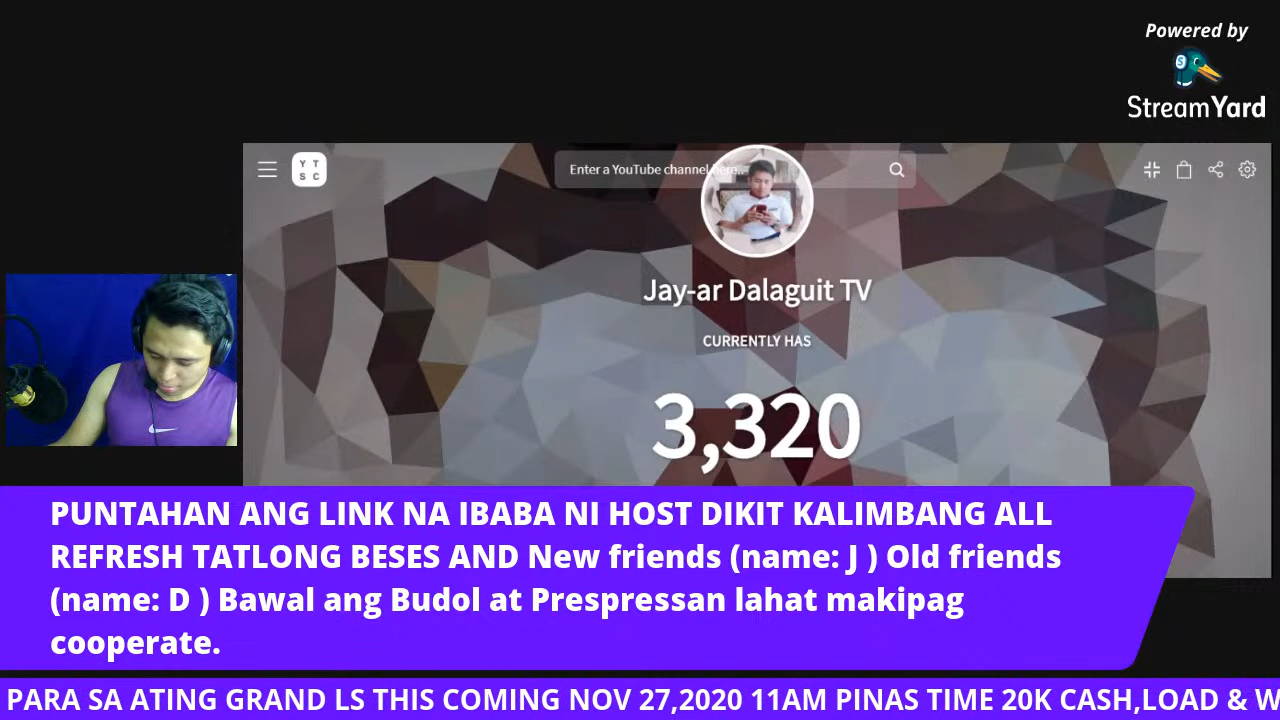 Powered by
StreamYard
Y T
S C
Enter a YouTube channel here...
Jay-ar Dalaguit TV
CURRENTLY HAS
3,320
PUNTAHAN ANG LINK NA IBABA NI HOST DIKIT KALIMBANG ALL
REFRESH TATLONG BESES AND New friends (name: J ) Old friends
(name: D ) Bawal ang Budol at Prespressan lahat makipag
cooperate.
PARA SA ATING GRAND LS THIS COMING NOV 27,2020 11AM PINAS TIME 20K CASH,LOAD & W